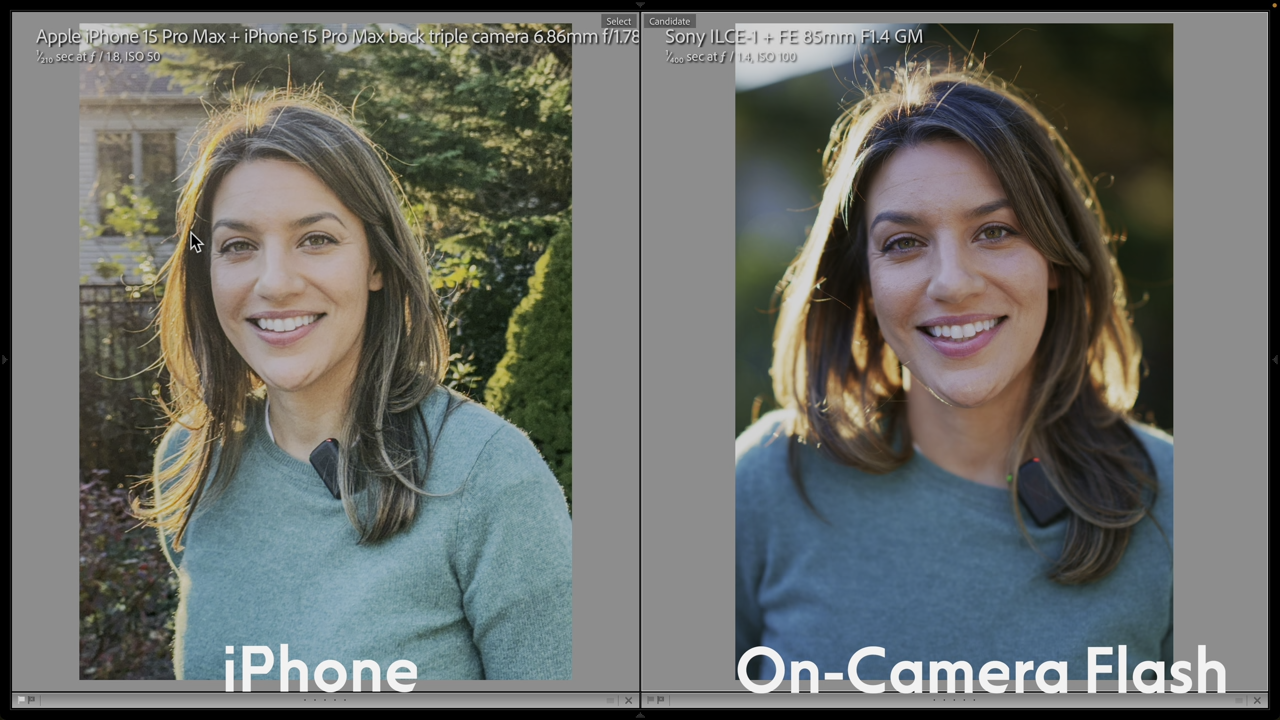 Select
Candidate
Apple iPhone 15 Pro Max + iPhone 15 Pro Max back triple camera 6.86mm f/1.78
1/210 sec at ƒ / 1.8, ISO 50
Sony ILCE-1 + FE 85mm F1.4 GM
1/400 sec at ƒ / 1.4, ISO 100
iPhone
On-Camera Flash